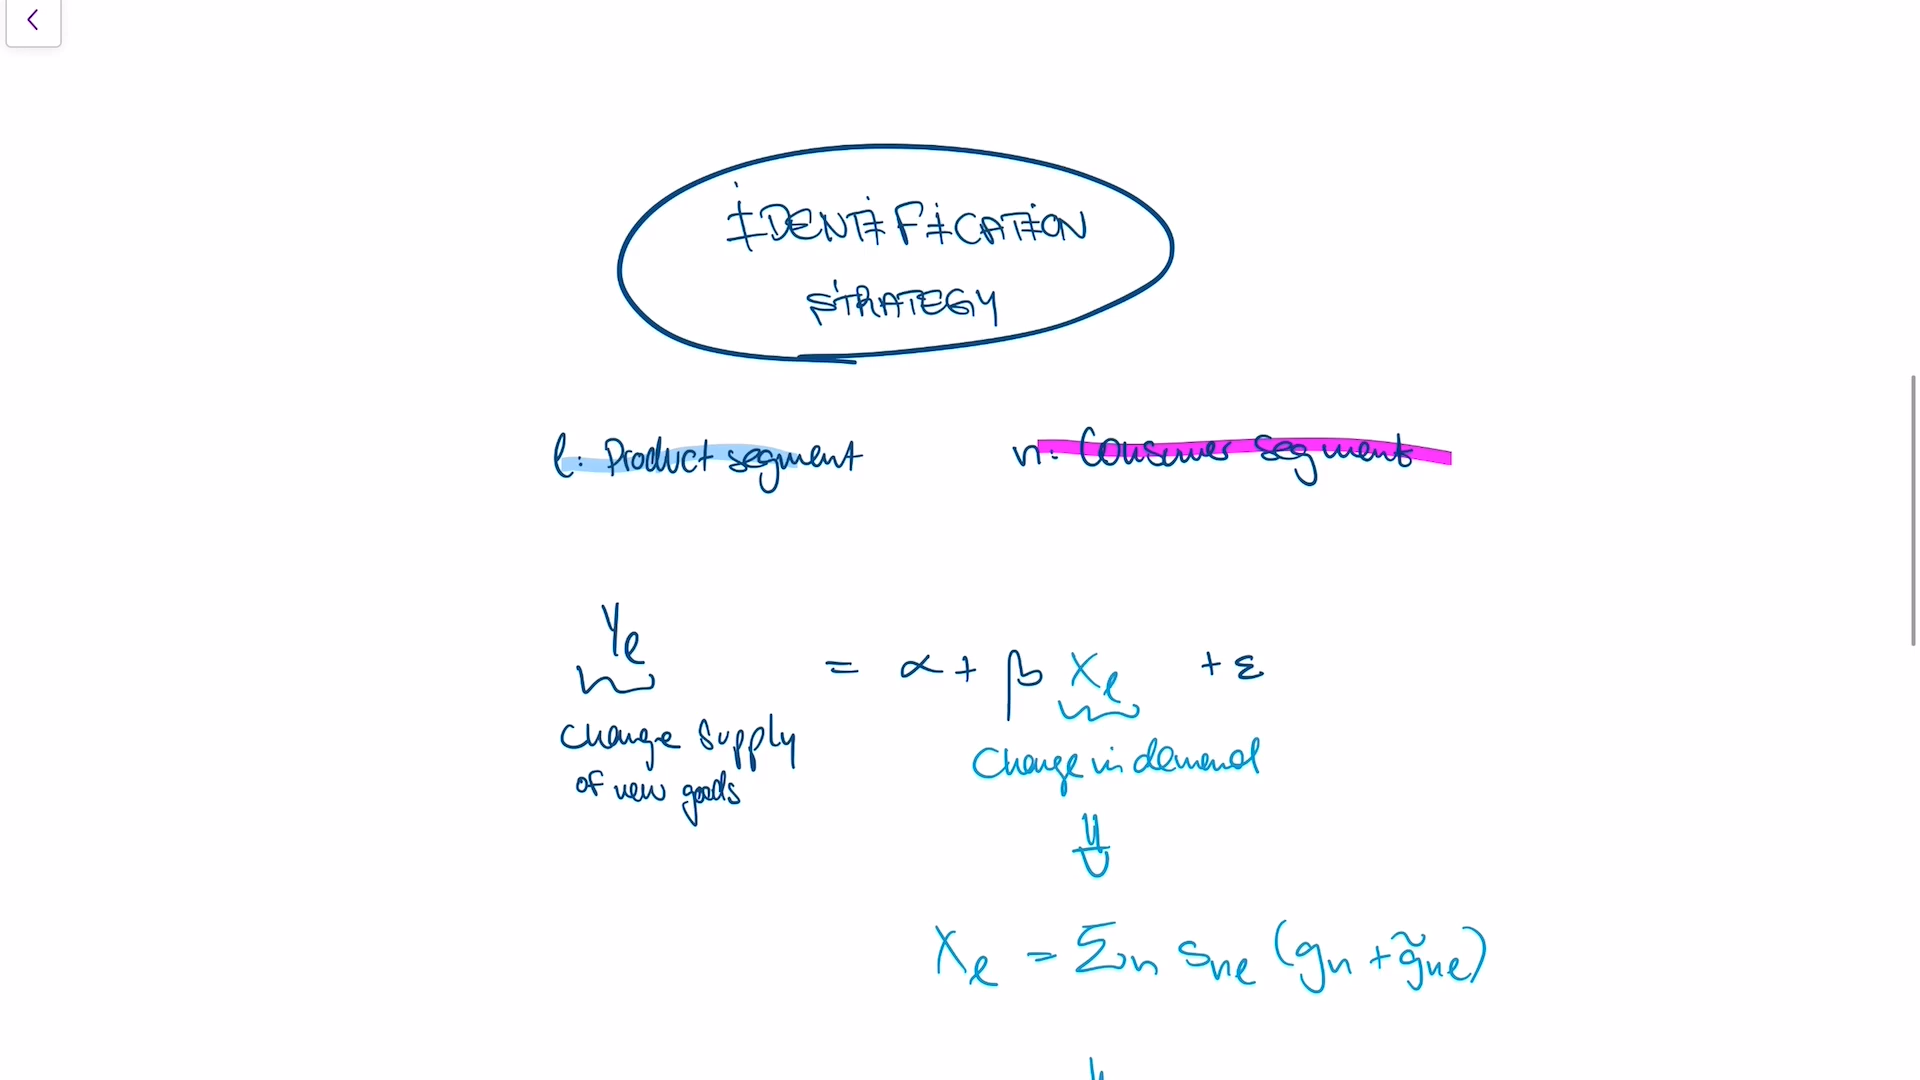 IDENTIFICATION
STRATEGY
l: Product segment
n: Consumer segment
Yℓ = α + β Xℓ + ε
Change Supply
of new goods
Change in demand
Xℓ = Σn Snℓ (gn + g̃nℓ)